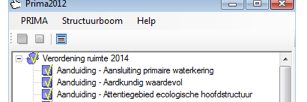 Prima2012
PRIMA Structuurboom Help
Verordening ruimte 2014
Aanduiding - Aansluiting primaire waterkering
Aanduiding - Aardkundig waardevol
Aanduiding - Attentiegebied ecologische hoofdstructuur